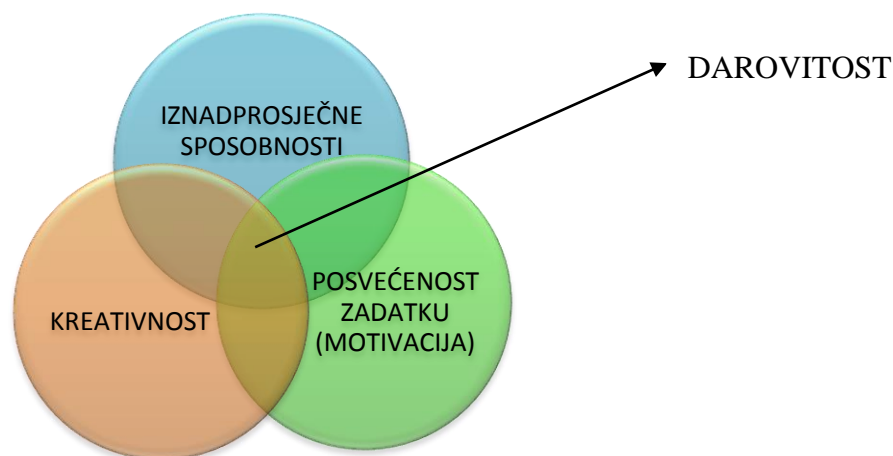 DAROVITOST
IZNADPROSJEČNE
SPOSOBNOSTI
KREATIVNOST
POSVEĆENOST
ZADATKU
(MOTIVACIJA)